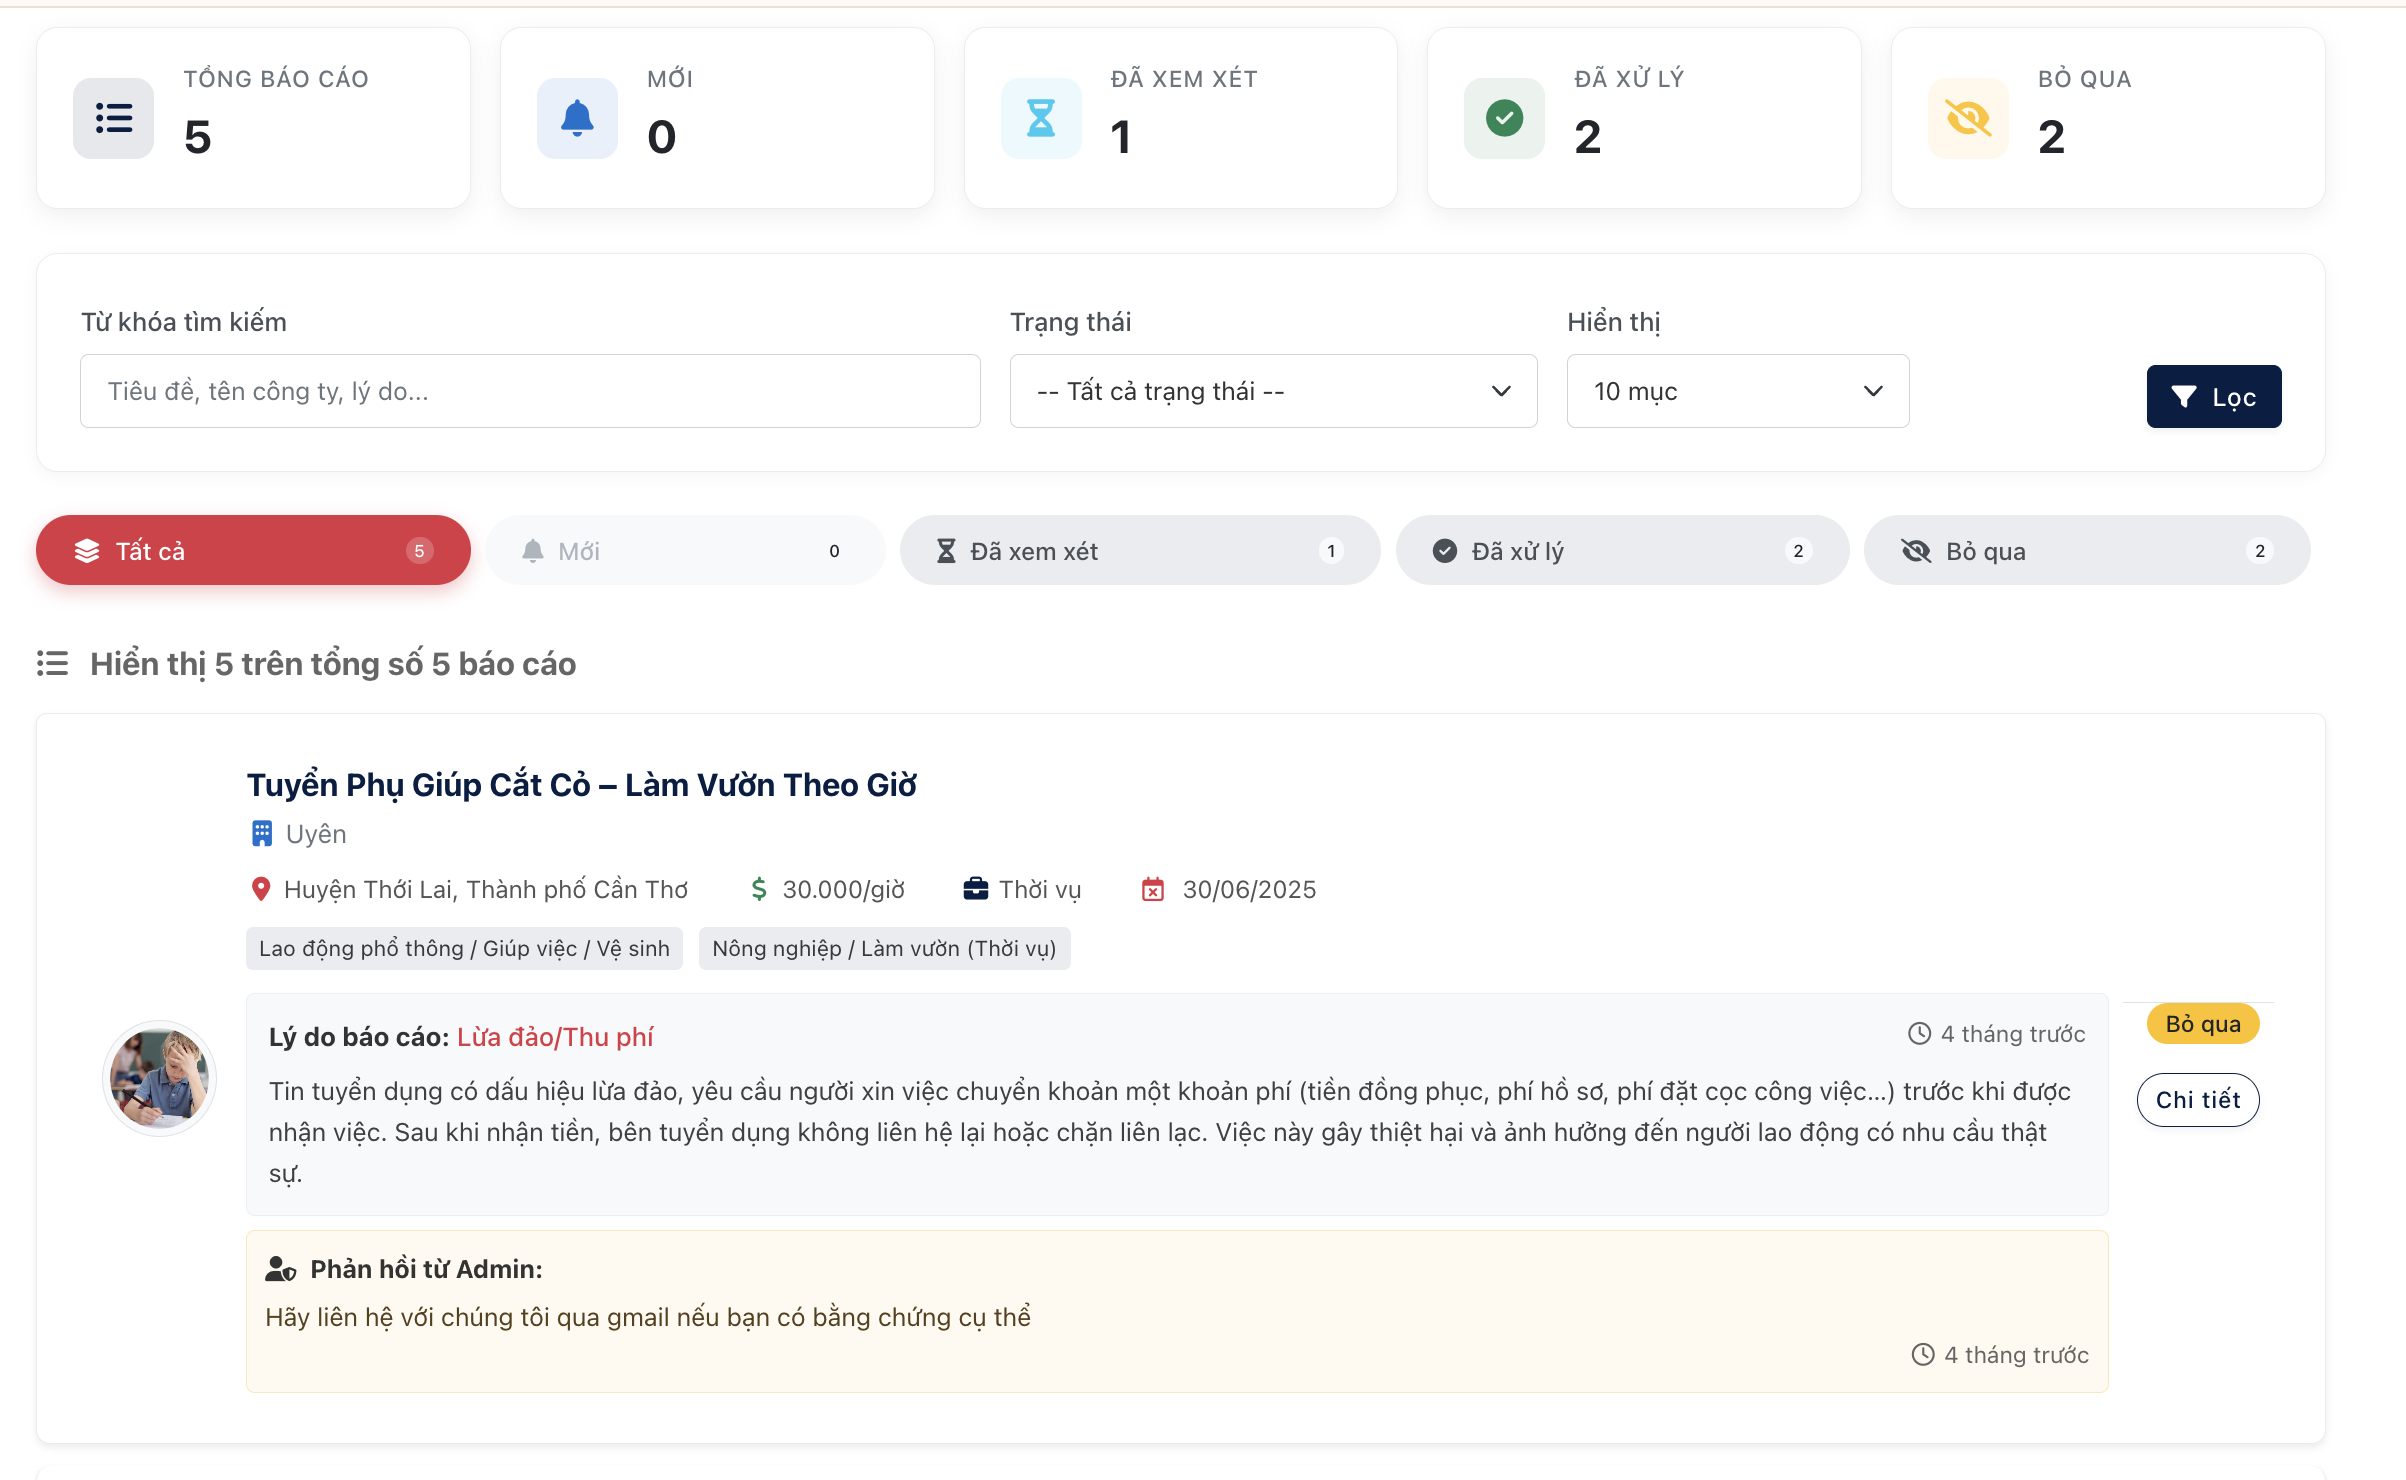 TỔNG BÁO CÁO
5
MỚI
0
ĐÃ XEM XÉT
1
ĐÃ XỬ LÝ
2
BỎ QUA
2
Từ khóa tìm kiếm
Tiêu đề, tên công ty, lý do...
Trạng thái
-- Tất cả trạng thái --
Hiển thị
10 mục
Lọc
Tất cả 5
Mới 0
Đã xem xét 1
Đã xử lý 2
Bỏ qua 2
Hiển thị 5 trên tổng số 5 báo cáo
Tuyển Phụ Giúp Cắt Cỏ – Làm Vườn Theo Giờ
Uyên
Huyện Thới Lai, Thành phố Cần Thơ 30.000/giờ Thời vụ 30/06/2025
Lao động phổ thông / Giúp việc / Vệ sinh Nông nghiệp / Làm vườn (Thời vụ)
Lý do báo cáo: Lừa đảo/Thu phí 4 tháng trước
Tin tuyển dụng có dấu hiệu lừa đảo, yêu cầu người xin việc chuyển khoản một khoản phí (tiền đồng phục, phí hồ sơ, phí đặt cọc công việc...) trước khi được
nhận việc. Sau khi nhận tiền, bên tuyển dụng không liên hệ lại hoặc chặn liên lạc. Việc này gây thiệt hại và ảnh hưởng đến người lao động có nhu cầu thật
sự.
Bỏ qua
Chi tiết
Phản hồi từ Admin:
Hãy liên hệ với chúng tôi qua gmail nếu bạn có bằng chứng cụ thể
4 tháng trước